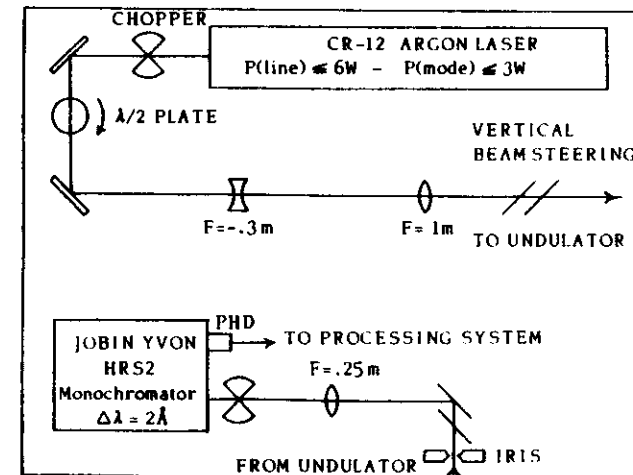 CHOPPER
CR-12 ARGON LASER
P(line) ≤ 6W - P(mode) ≤ 3W
λ/2 PLATE
VERTICAL
BEAM STEERING
F=-.3m
F=1m
TO UNDULATOR
PHD
TO PROCESSING SYSTEM
JOBIN YVON
HRS2
Monochromator
Δλ = 2Å
F=.25m
IRIS
FROM UNDULATOR